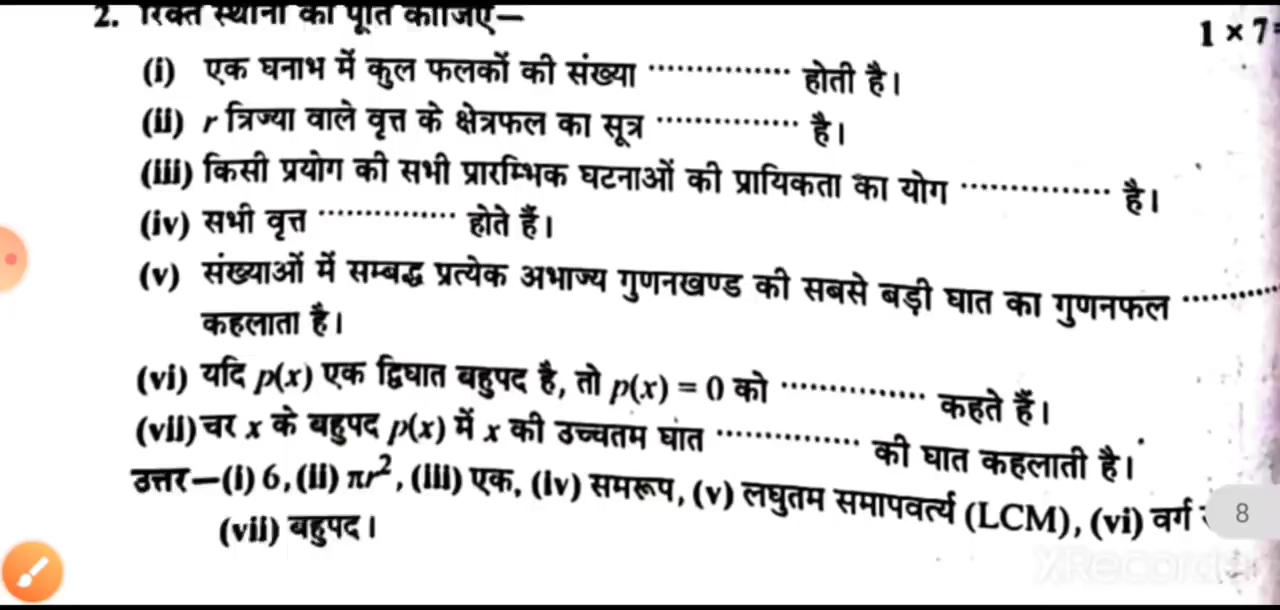 2. रिक्त स्थानों की पूर्ति कीजिए—
1 × 7=
(i) एक घनाभ में कुल फलकों की संख्या ............... होती है।
(ii) r त्रिज्या वाले वृत्त के क्षेत्रफल का सूत्र ............... है।
(iii) किसी प्रयोग की सभी प्रारम्भिक घटनाओं की प्रायिकता का योग ............... है।
(iv) सभी वृत्त ............... होते हैं।
(v) संख्याओं में सम्बद्ध प्रत्येक अभाज्य गुणनखण्ड की सबसे बड़ी घात का गुणनफल ..........
कहलाता है।
(vi) यदि p(x) एक द्विघात बहुपद है, तो p(x) = 0 को ............... कहते हैं।
(vii) चर x के बहुपद p(x) में x की उच्चतम घात ............... की घात कहलाती है।
उत्तर—(i) 6, (ii) πr², (iii) एक, (iv) समरूप, (v) लघुतम समापवर्त्य (LCM), (vi) वर्ग
8
(vii) बहुपद।
XRecorder